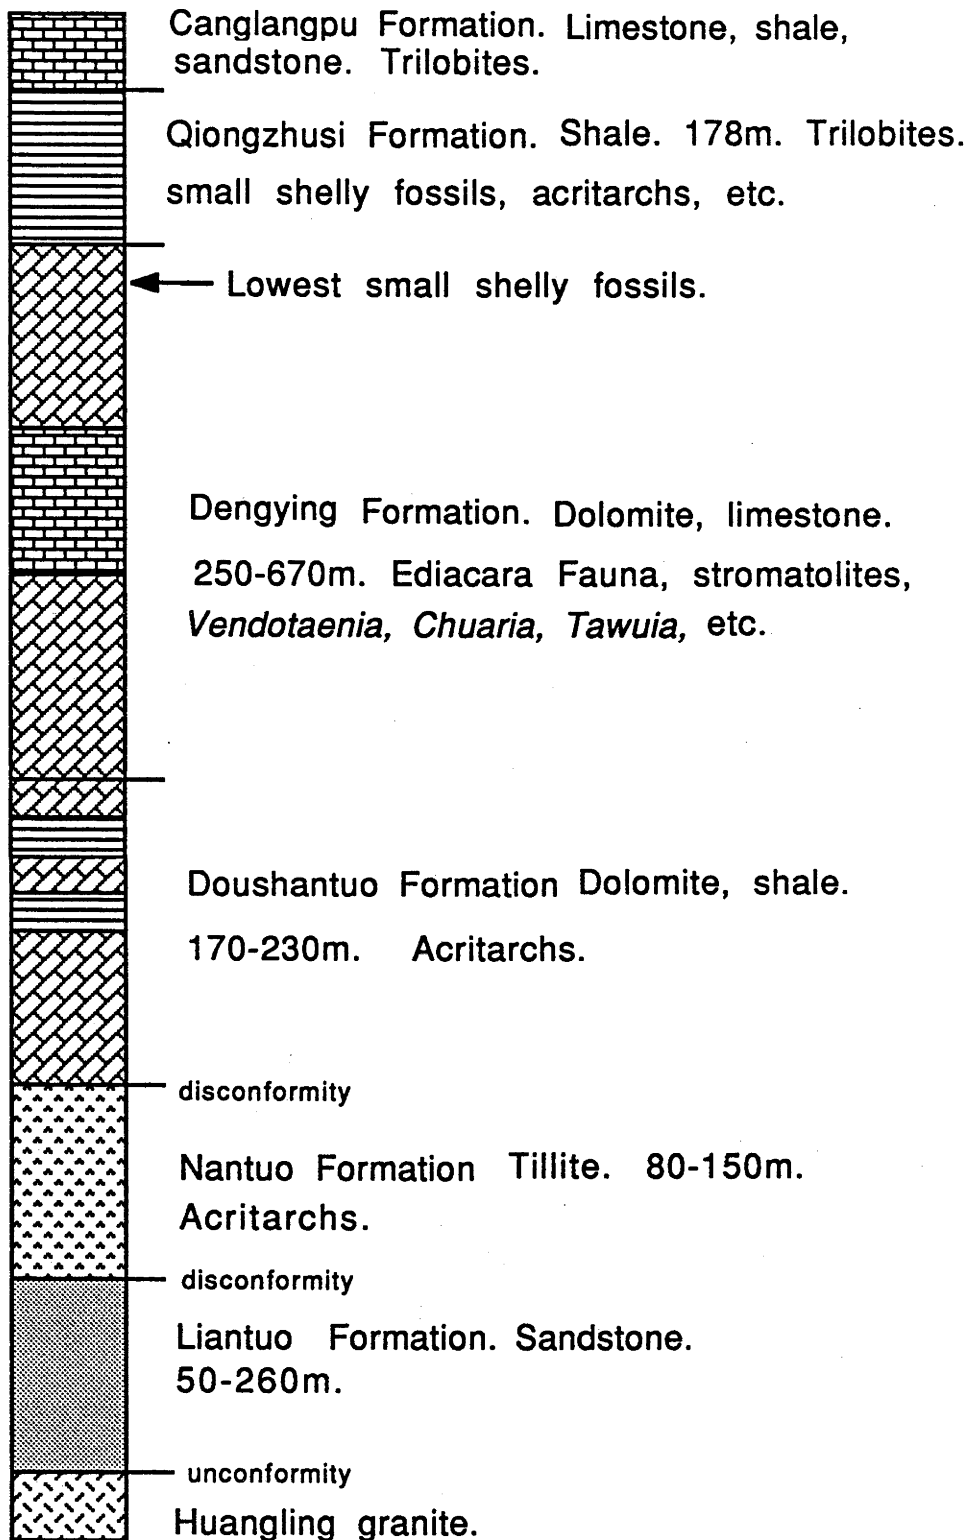 Canglangpu Formation. Limestone, shale,
sandstone. Trilobites.
Qiongzhusi Formation. Shale. 178m. Trilobites.
small shelly fossils, acritarchs, etc.
Lowest small shelly fossils.
Dengying Formation. Dolomite, limestone.
250-670m. Ediacara Fauna, stromatolites,
Vendotaenia, Chuaria, Tawuia, etc.
Doushantuo Formation Dolomite, shale.
170-230m. Acritarchs.
disconformity
Nantuo Formation Tillite. 80-150m.
Acritarchs.
disconformity
Liantuo Formation. Sandstone.
50-260m.
unconformity
Huangling granite.